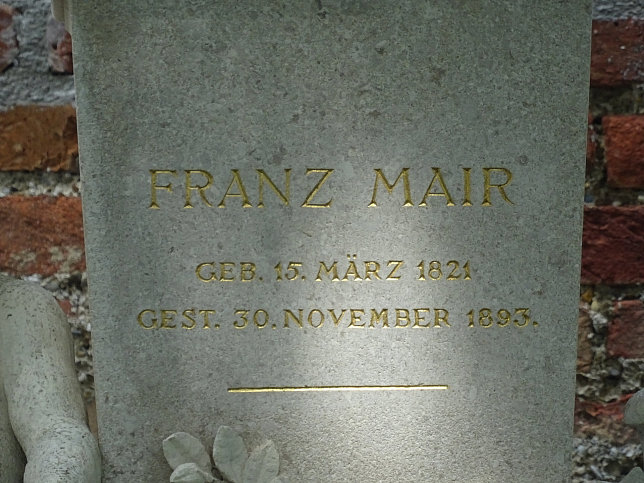 FRANZ MAIR
GEB. 15. MÄRZ 1821
GEST. 30. NOVEMBER 1893.